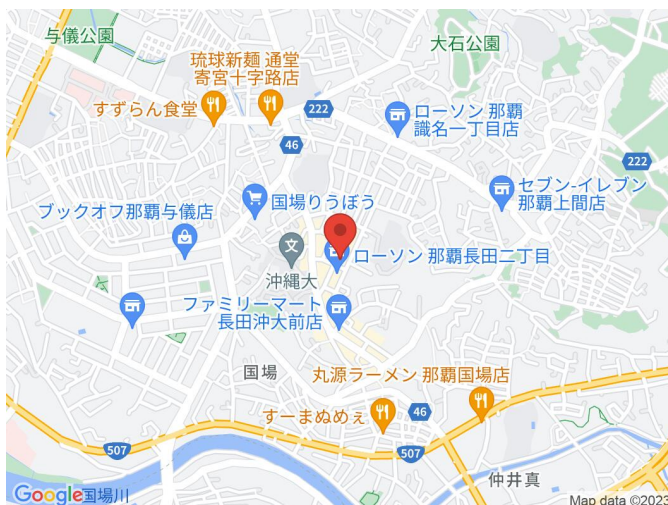 与儀公園
大石公園
琉球新麺 通堂
寄宮十字路店
すずらん食堂
222
ローソン 那覇
識名一丁目店
46
222
セブン-イレブン
那覇上間店
国場りうぼう
ブックオフ那覇与儀店
文
沖縄大
ローソン 那覇長田二丁目
ファミリーマート
長田沖大前店
国場
丸源ラーメン 那覇国場店
すーまぬめぇ
46
507
507
仲井真
Google
国場川
Map data ©2023